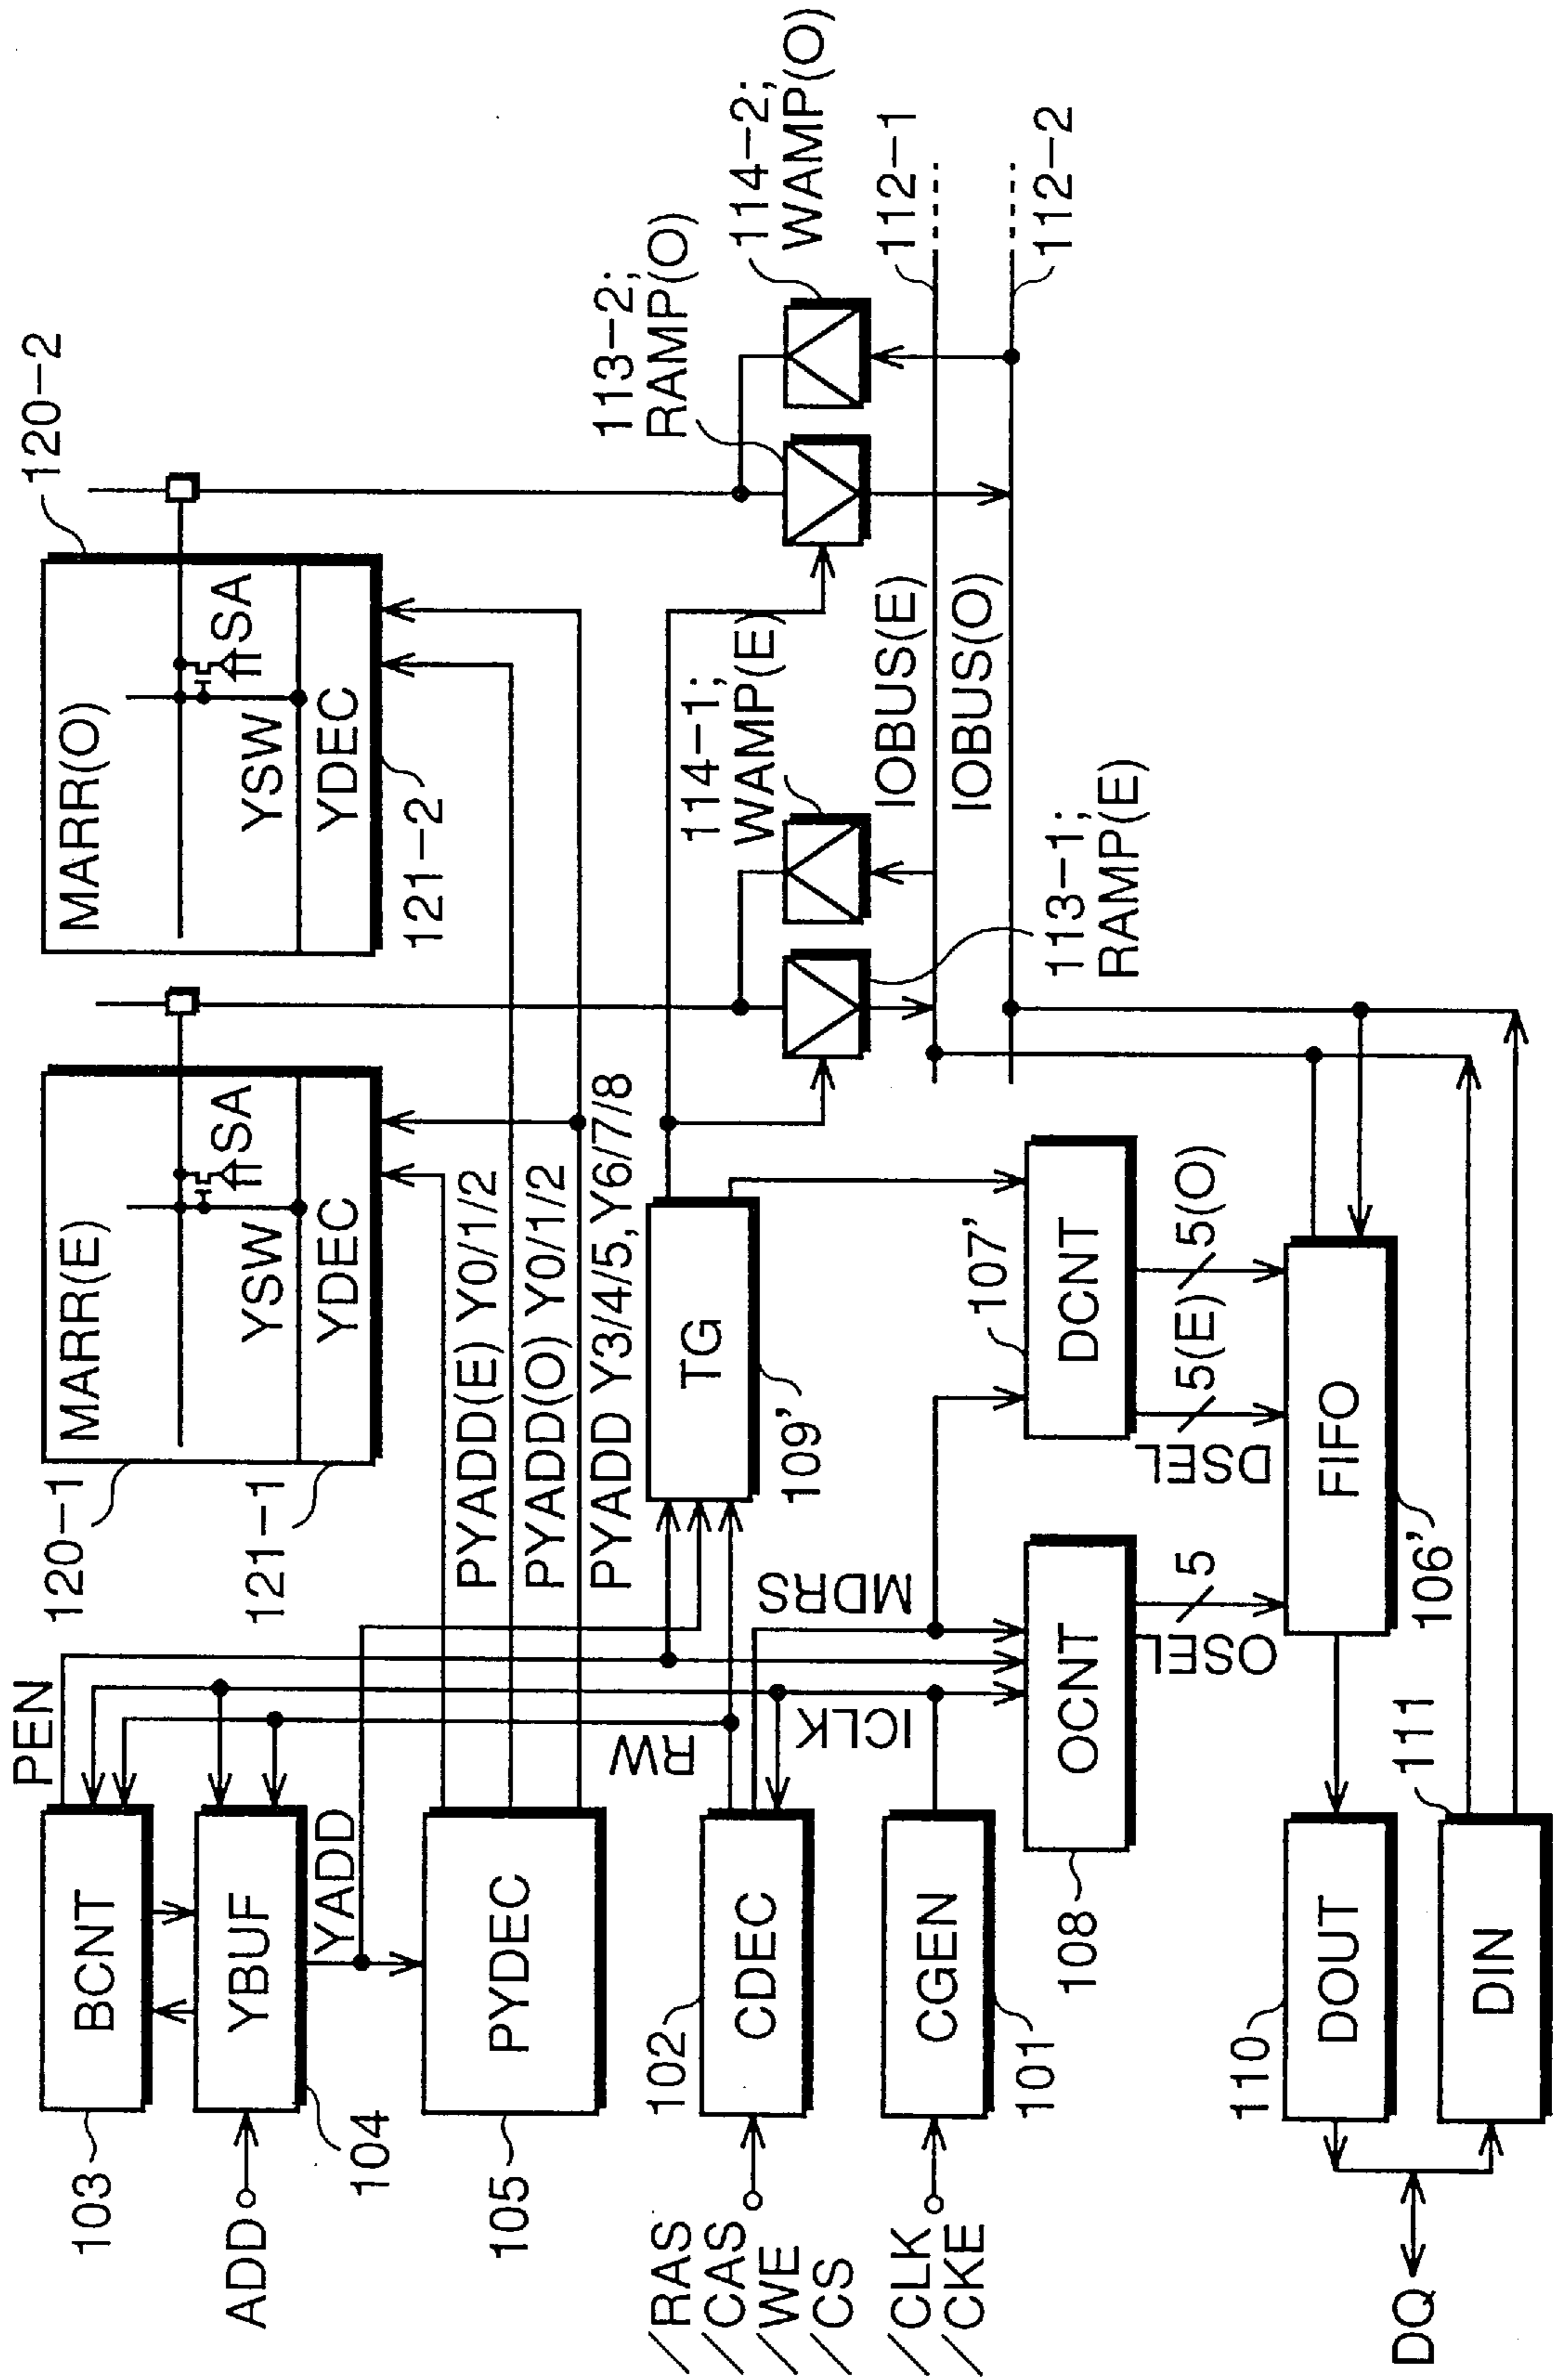 120-1
MARR(E)
YSW
SA
YDEC
121-1
120-2
MARR(O)
YSW
SA
YDEC
121-2
PEN
103
BCNT
ADD
YBUF
104
YADD
PYDEC
105
PYADD(E) Y0/1/2
PYADD(O) Y0/1/2
PYADD Y3/4/5,Y6/7/8
113-2;
RAMP(O)
114-2;
WAMP(O)
114-1;
WAMP(E)
TG
109'
RW
MDRS
ICLK
/RAS
/CAS
/WE
/CS
102
CDEC
/CLK
/CKE
CGEN
101
IOBUS(E)
IOBUS(O)
112-1
112-2
113-1;
RAMP(E)
108
OCNT
107'
DCNT
OSEL
5
DSEL
5(E)
5(O)
FIFO
106'
110
DOUT
111
DIN
DQ